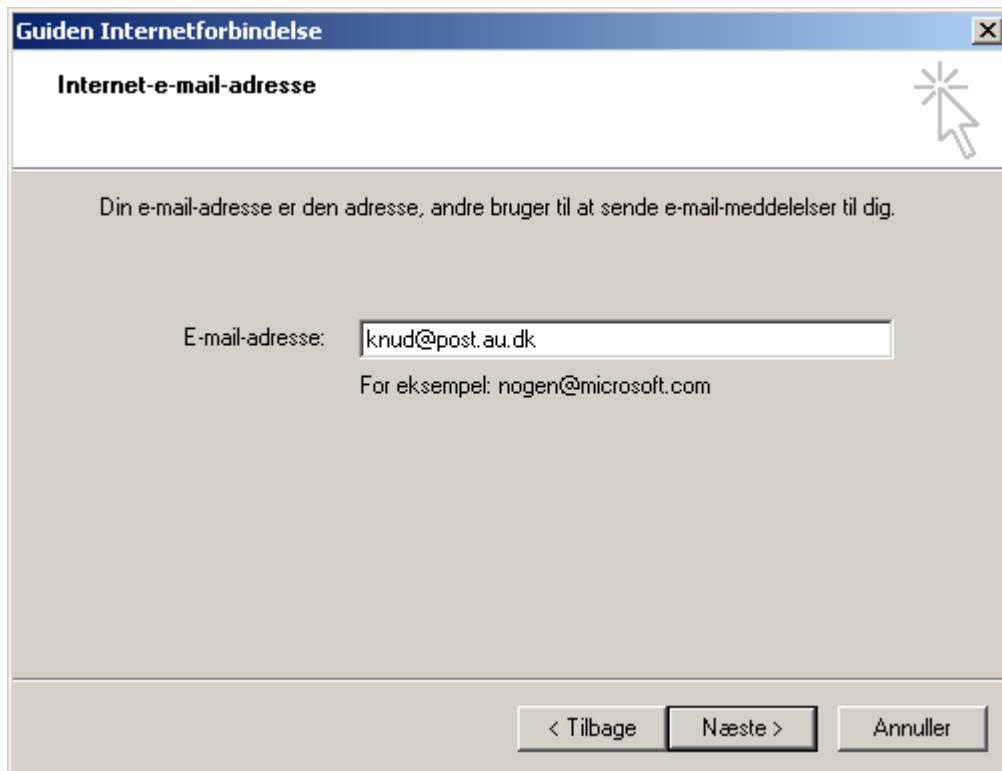 Guiden Internetforbindelse
Internet-e-mail-adresse
Din e-mail-adresse er den adresse, andre bruger til at sende e-mail-meddelelser til dig.
E-mail-adresse: knud@post.au.dk
For eksempel: nogen@microsoft.com
< Tilbage Næste > Annuller